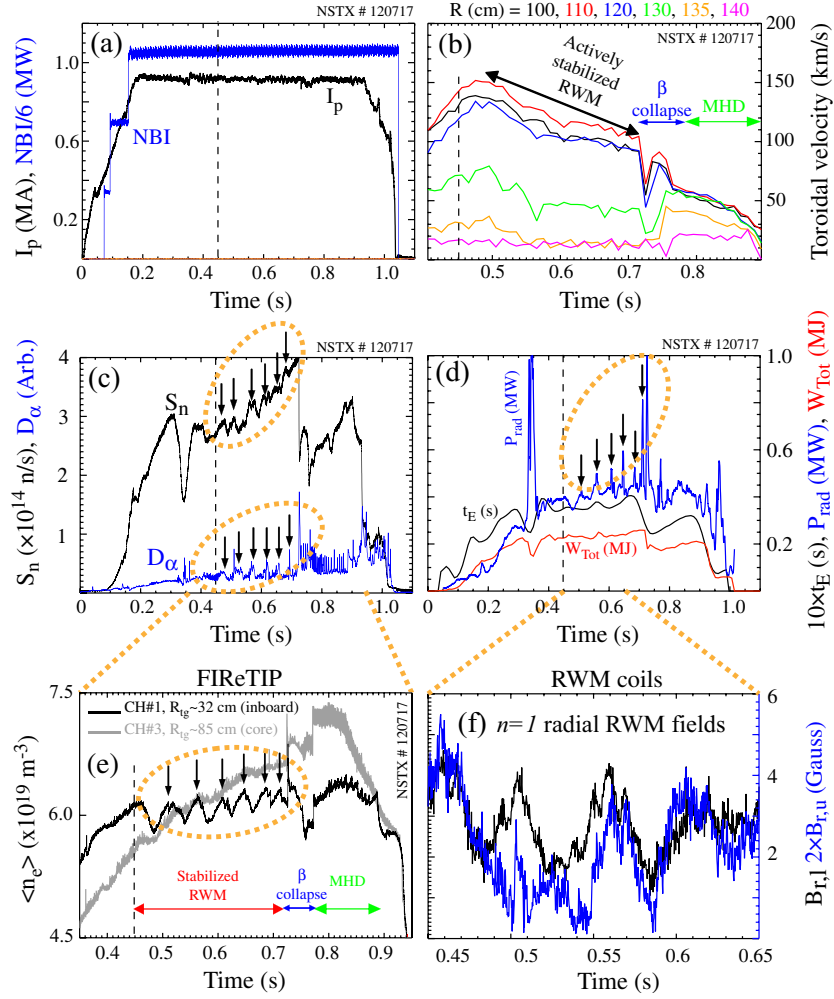 NSTX # 120717
(a)
NBI
I_p
I_p (MA), NBI/6 (MW)
1.0
0.6
0.2
0 0.2 0.4 0.6 0.8 1.0
Time (s)
R (cm) = 100, 110, 120, 130, 135, 140
NSTX # 120717
(b)
Actively
stabilized
RWM
β
collapse
MHD
200
150
100
50
Toroidal velocity (km/s)
0.5 0.6 0.7 0.8
Time (s)
NSTX # 120717
(c)
S_n
D_α
S_n (×10^14 n/s), D_α (Arb.)
4
3
2
1
0 0.2 0.4 0.6 0.8 1.0
Time (s)
NSTX # 120717
(d)
P_rad (MW)
t_E (s)
W_Tot (MJ)
1.0
0.6
0.2
10×t_E (s), P_rad (MW), W_Tot (MJ)
0 0.2 0.4 0.6 0.8 1.0
Time (s)
FIReTIP
CH#1, R_tg~32 cm (inboard)
CH#3, R_tg~85 cm (core)
NSTX # 120717
(e)
Stabilized
RWM
β
collapse
MHD
<n_e> (x10^19 m^-3)
7.5
6.0
4.5
0.4 0.5 0.6 0.7 0.8 0.9
Time (s)
RWM coils
(f) n=1 radial RWM fields
6
4
2
B_r,l 2×B_r,u (Gauss)
0.45 0.5 0.55 0.6 0.65
Time (s)